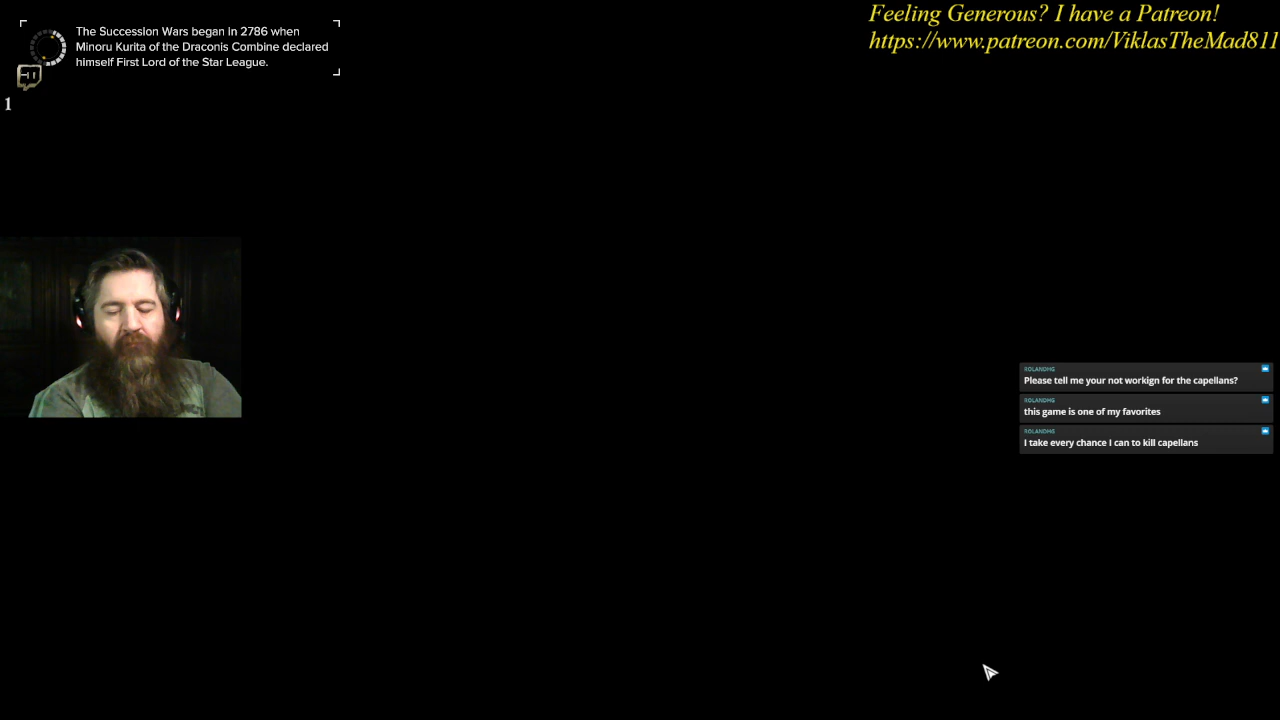 The Succession Wars began in 2786 when
Minoru Kurita of the Draconis Combine declared
himself First Lord of the Star League.
Feeling Generous? I have a Patreon!
https://www.patreon.com/ViklasTheMad811
1
ROLANDHG
Please tell me your not workign for the capellans?
ROLANDHG
this game is one of my favorites
ROLANDHG
I take every chance I can to kill capellans